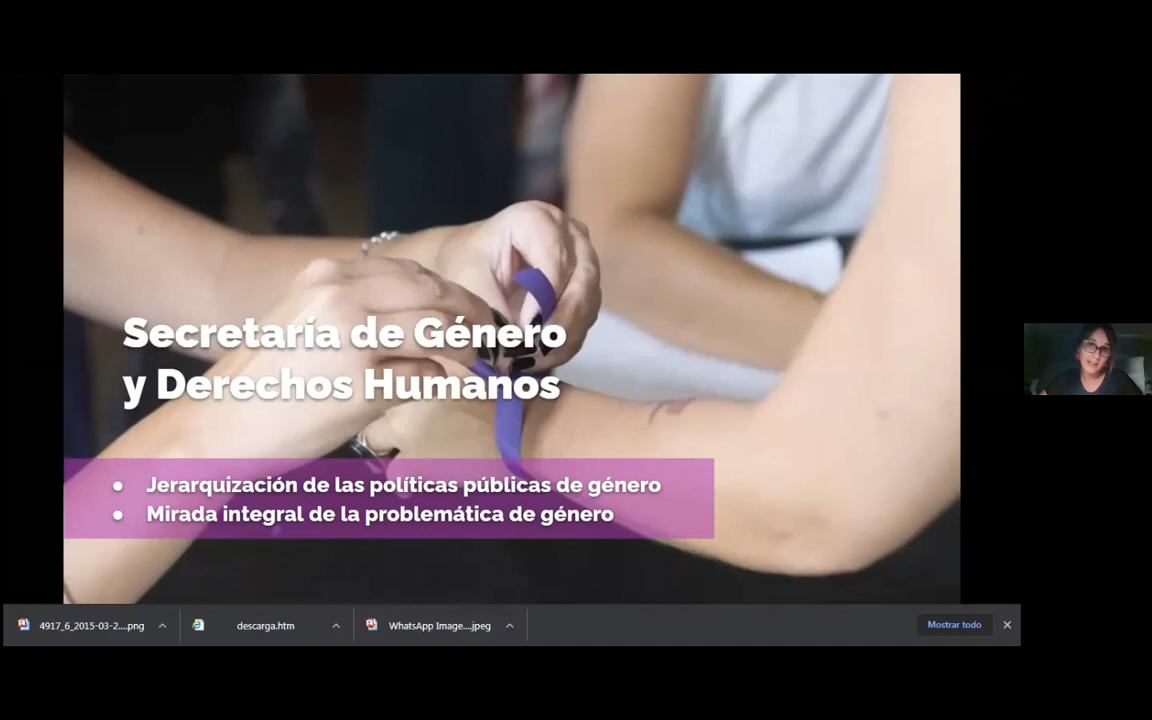 Secretaría de Género
y Derechos Humanos
● Jerarquización de las políticas públicas de género
● Mirada integral de la problemática de género
4917_6_2015-03-2....png
descarga.htm
WhatsApp Image....jpeg
Mostrar todo